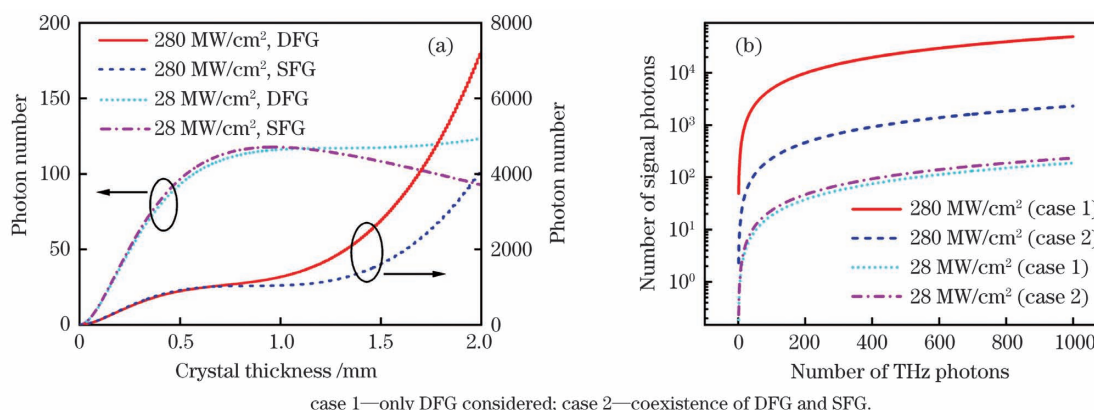 200
150
100
50
0
Photon number
280 MW/cm², DFG
280 MW/cm², SFG
28 MW/cm², DFG
28 MW/cm², SFG
(a)
8000
6000
4000
2000
0
Photon number
0 0.5 1.0 1.5 2.0
Crystal thickness /mm
10⁴
10³
10²
10¹
10⁰
Number of signal photons
(b)
280 MW/cm² (case 1)
280 MW/cm² (case 2)
28 MW/cm² (case 1)
28 MW/cm² (case 2)
0 200 400 600 800 1000
Number of THz photons
case 1—only DFG considered; case 2—coexistence of DFG and SFG.